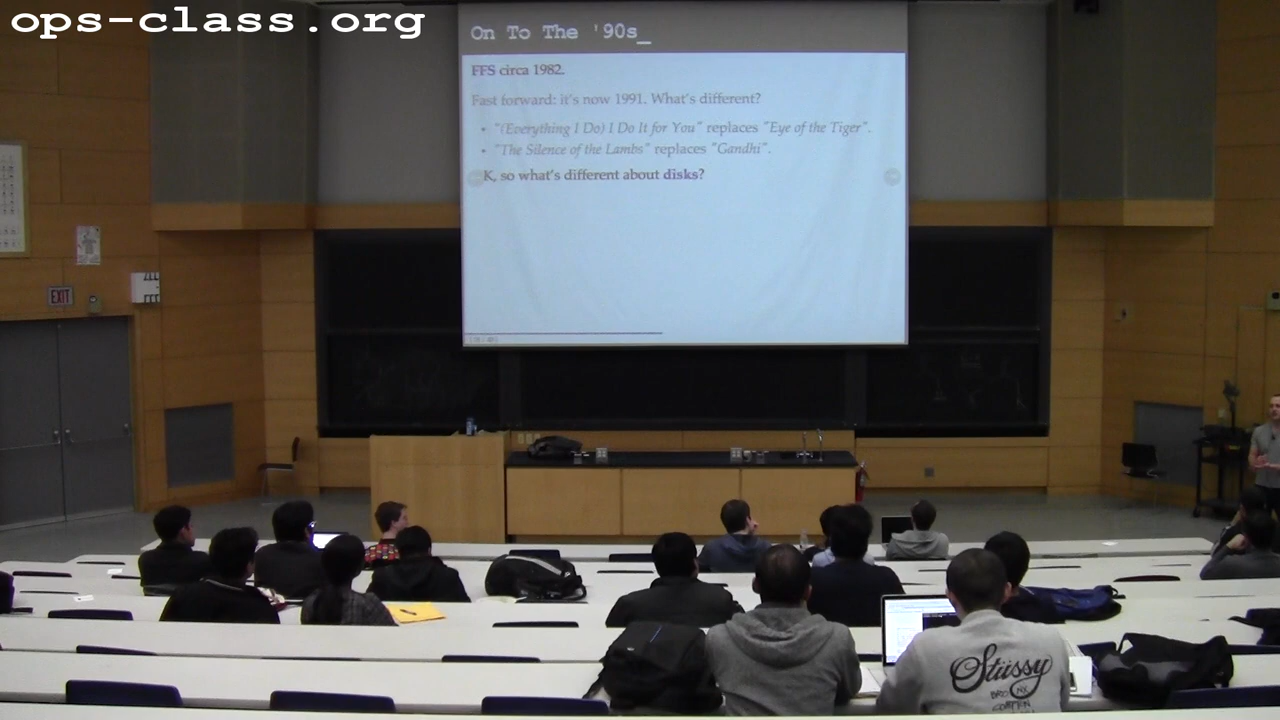 ops-class.org
On To The '90s_
FFS circa 1982.
Fast forward: it's now 1991. What's different?
• "(Everything I Do) I Do It for You" replaces "Eye of the Tiger".
• "The Silence of the Lambs" replaces "Gandhi".
K, so what's different about disks?
EXIT
Stüssy